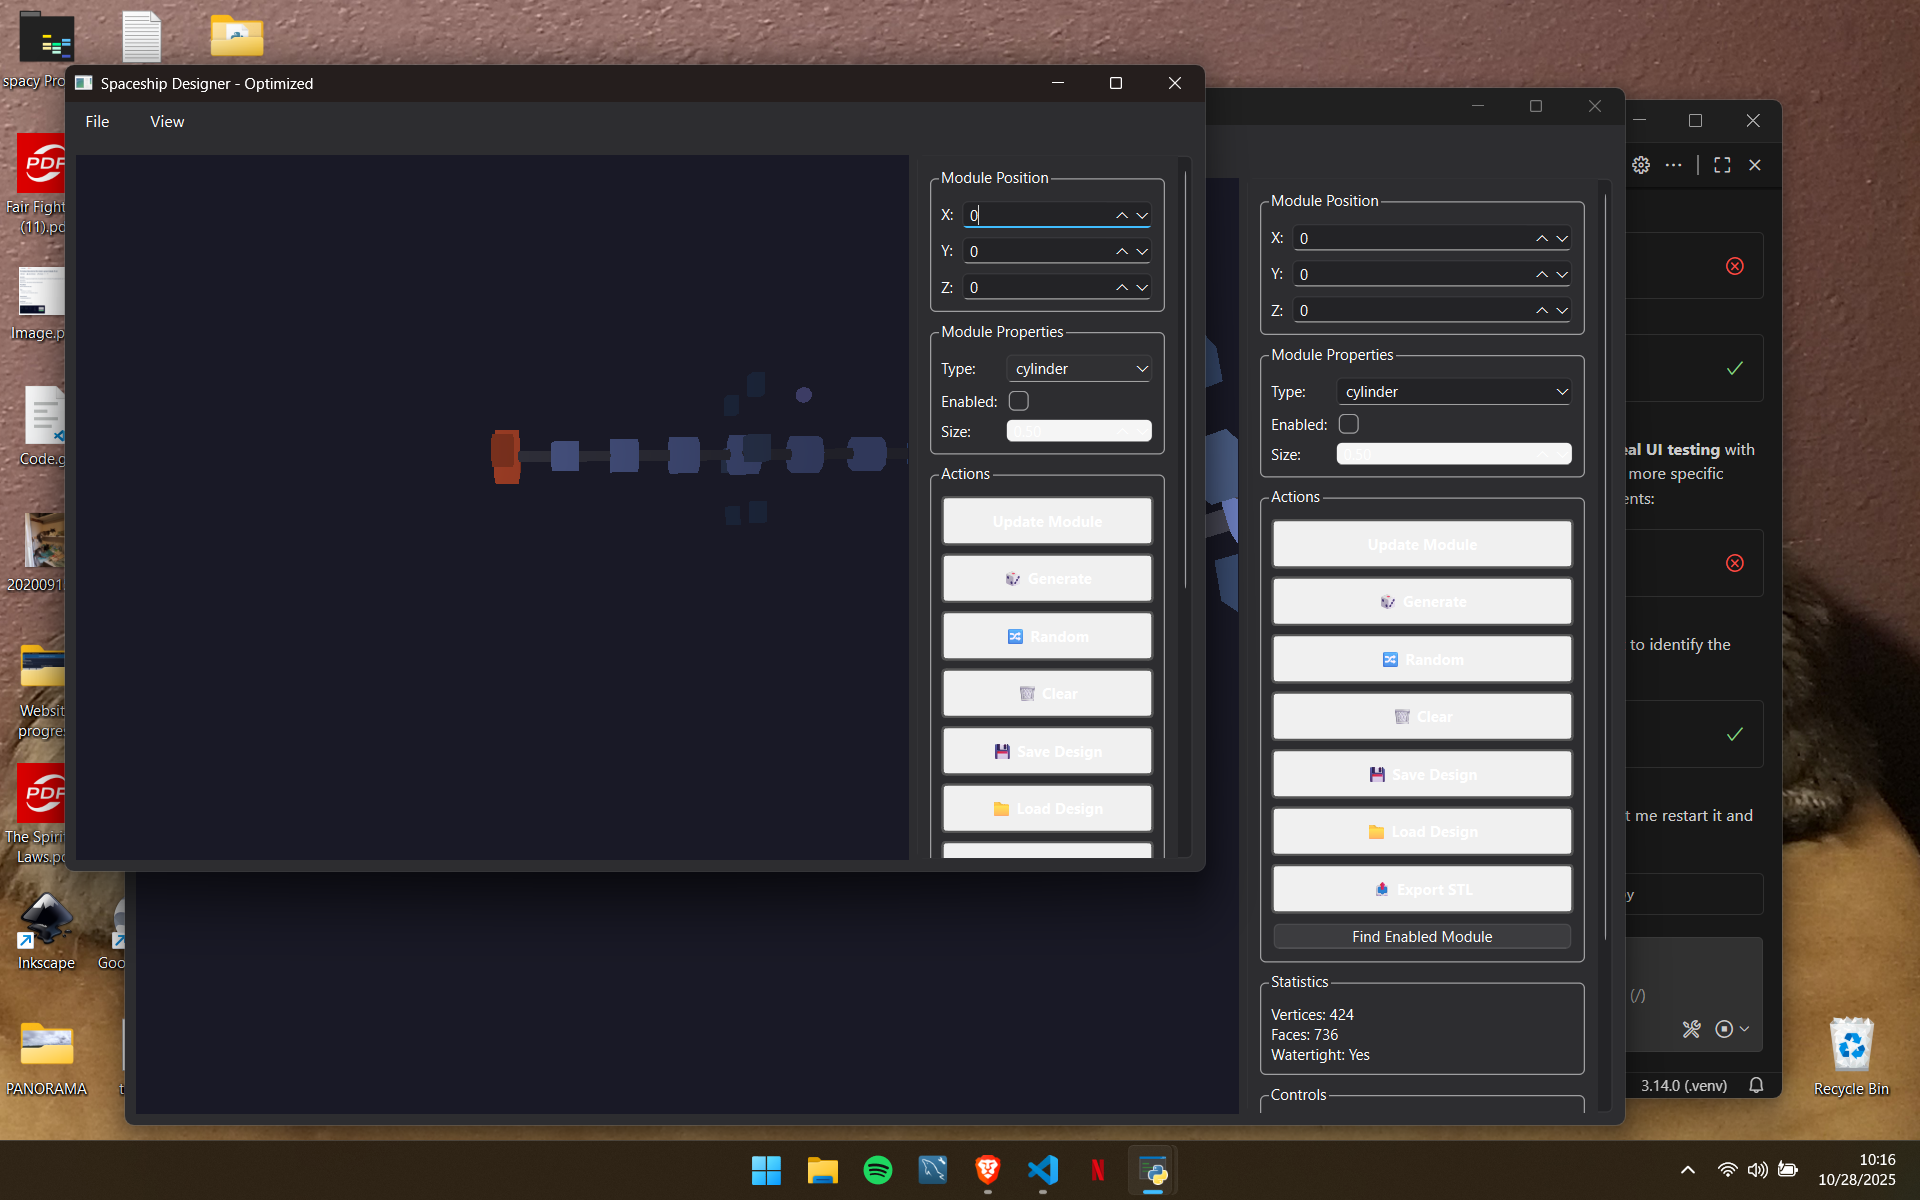 spacy Pro
Fair Fight
(11).pd
Image.p
Code.g
2020091
Websit
progre
The Spirit
Laws.pd
Inkscape
Goo
PANORAMA
t
Recycle Bin
Spaceship Designer - Optimized
File
View
Module Position
X: 0
Y: 0
Z: 0
Module Properties
Type: cylinder
Enabled:
Size: 0.50
Actions
Update Module
Generate
Random
Clear
Save Design
Load Design
Module Position
X: 0
Y: 0
Z: 0
Module Properties
Type: cylinder
Enabled:
Size: 0.50
Actions
Update Module
Generate
Random
Clear
Save Design
Load Design
Export STL
Find Enabled Module
Statistics
Vertices: 424
Faces: 736
Watertight: Yes
Controls
al UI testing with
more specific
nts:
to identify the
t me restart it and
y
(/)
3.14.0 (.venv)
10:16
10/28/2025